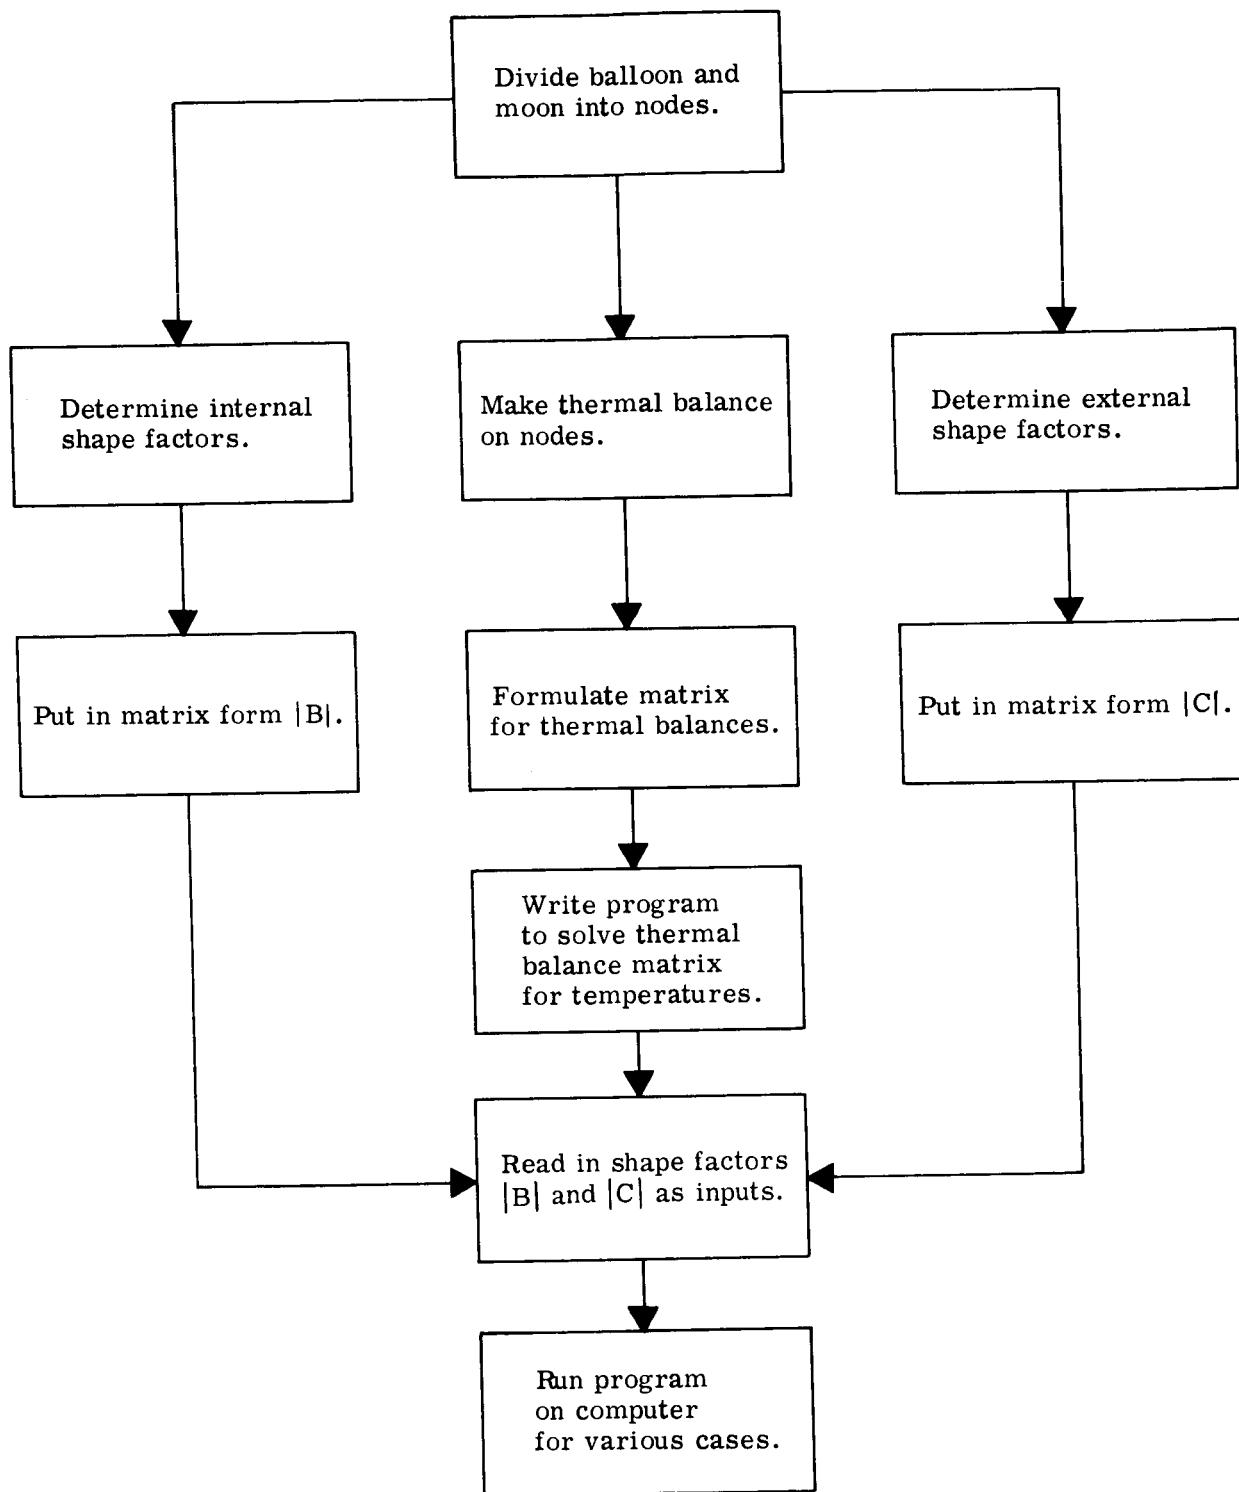 Divide balloon and
moon into nodes.
Determine internal
shape factors.
Make thermal balance
on nodes.
Determine external
shape factors.
Put in matrix form |B|.
Formulate matrix
for thermal balances.
Put in matrix form |C|.
Write program
to solve thermal
balance matrix
for temperatures.
Read in shape factors
|B| and |C| as inputs.
Run program
on computer
for various cases.